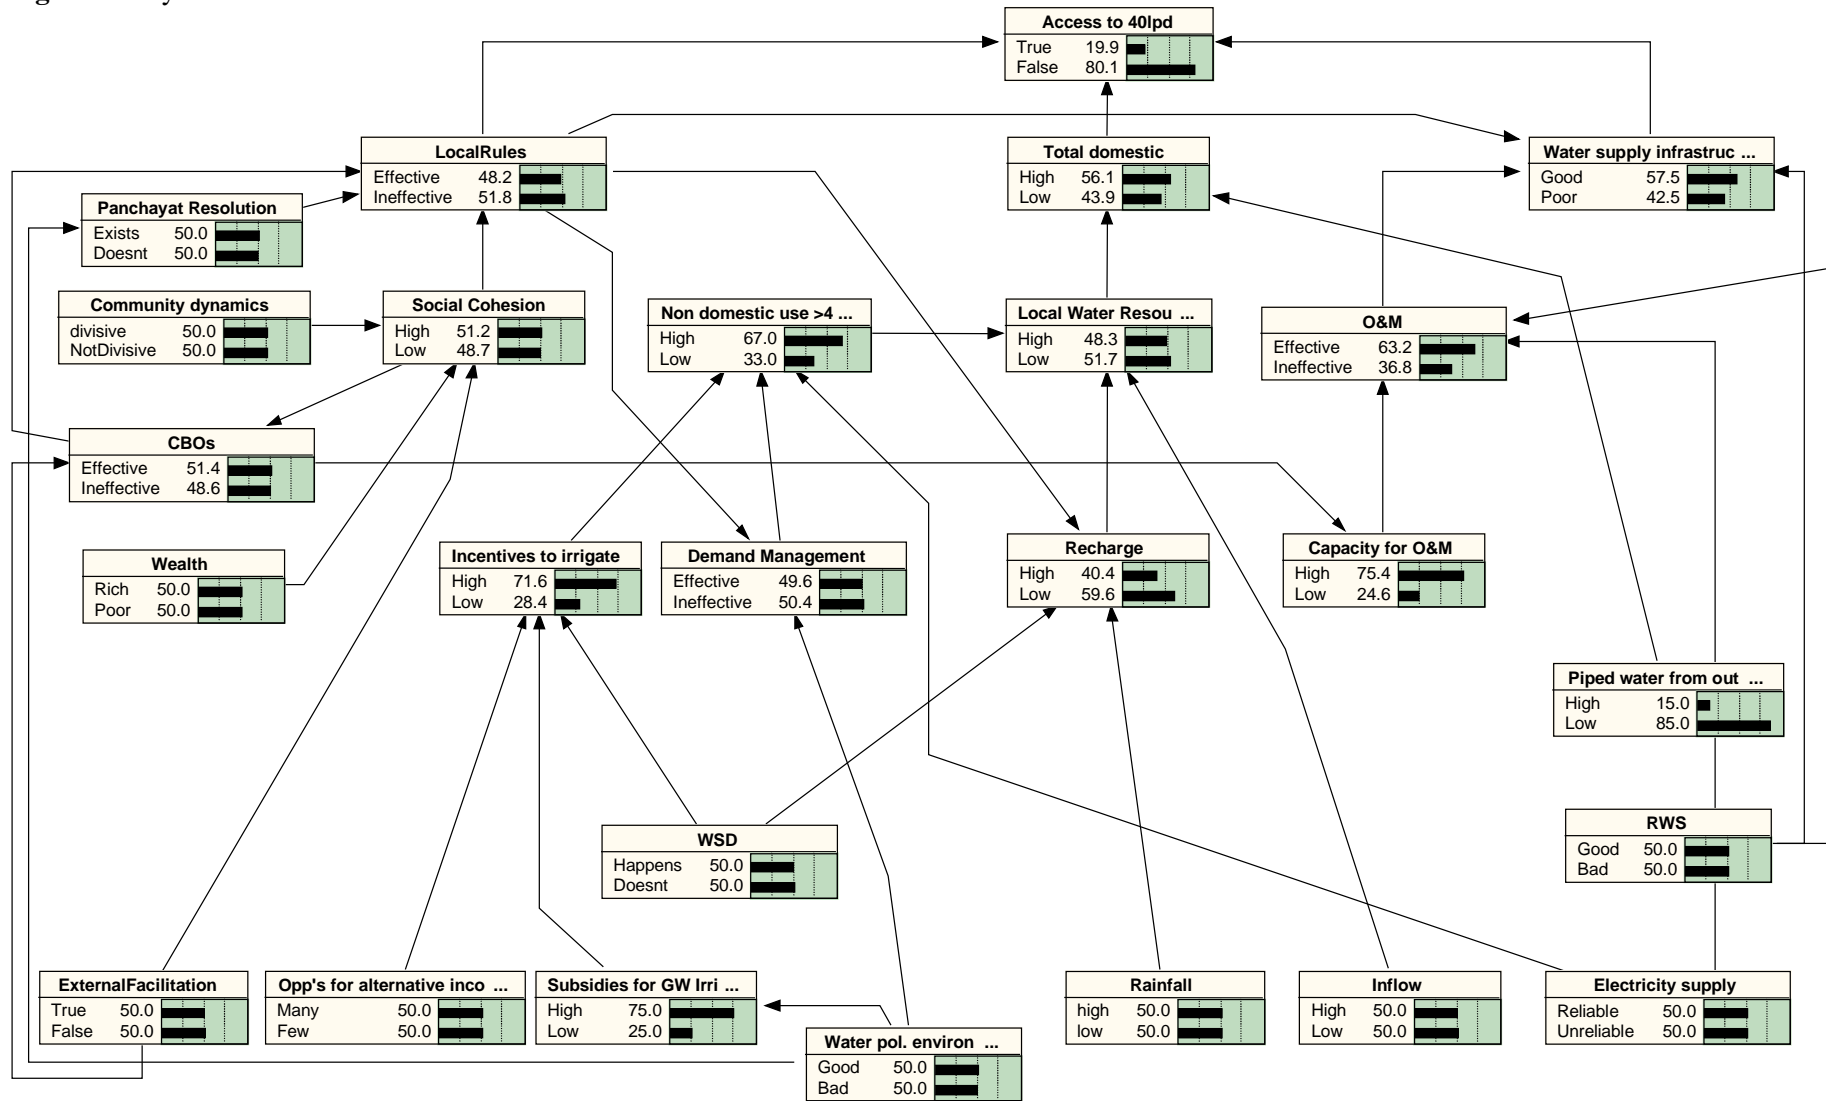 Access to 40lpd
True 19.9
False 80.1
LocalRules
Effective 48.2
Ineffective 51.8
Total domestic
High 56.1
Low 43.9
Water supply infrastruc ...
Good 57.5
Poor 42.5
Panchayat Resolution
Exists 50.0
Doesnt 50.0
Community dynamics
divisive 50.0
NotDivisive 50.0
Social Cohesion
High 51.2
Low 48.7
Non domestic use >4 ...
High 67.0
Low 33.0
Local Water Resou ...
High 48.3
Low 51.7
O&M
Effective 63.2
Ineffective 36.8
CBOs
Effective 51.4
Ineffective 48.6
Wealth
Rich 50.0
Poor 50.0
Incentives to irrigate
High 71.6
Low 28.4
Demand Management
Effective 49.6
Ineffective 50.4
Recharge
High 40.4
Low 59.6
Capacity for O&M
High 75.4
Low 24.6
Piped water from out ...
High 15.0
Low 85.0
WSD
Happens 50.0
Doesnt 50.0
RWS
Good 50.0
Bad 50.0
ExternalFacilitation
True 50.0
False 50.0
Opp's for alternative inco ...
Many 50.0
Few 50.0
Subsidies for GW Irri ...
High 75.0
Low 25.0
Water pol. environ ...
Good 50.0
Bad 50.0
Rainfall
high 50.0
low 50.0
Inflow
High 50.0
Low 50.0
Electricity supply
Reliable 50.0
Unreliable 50.0